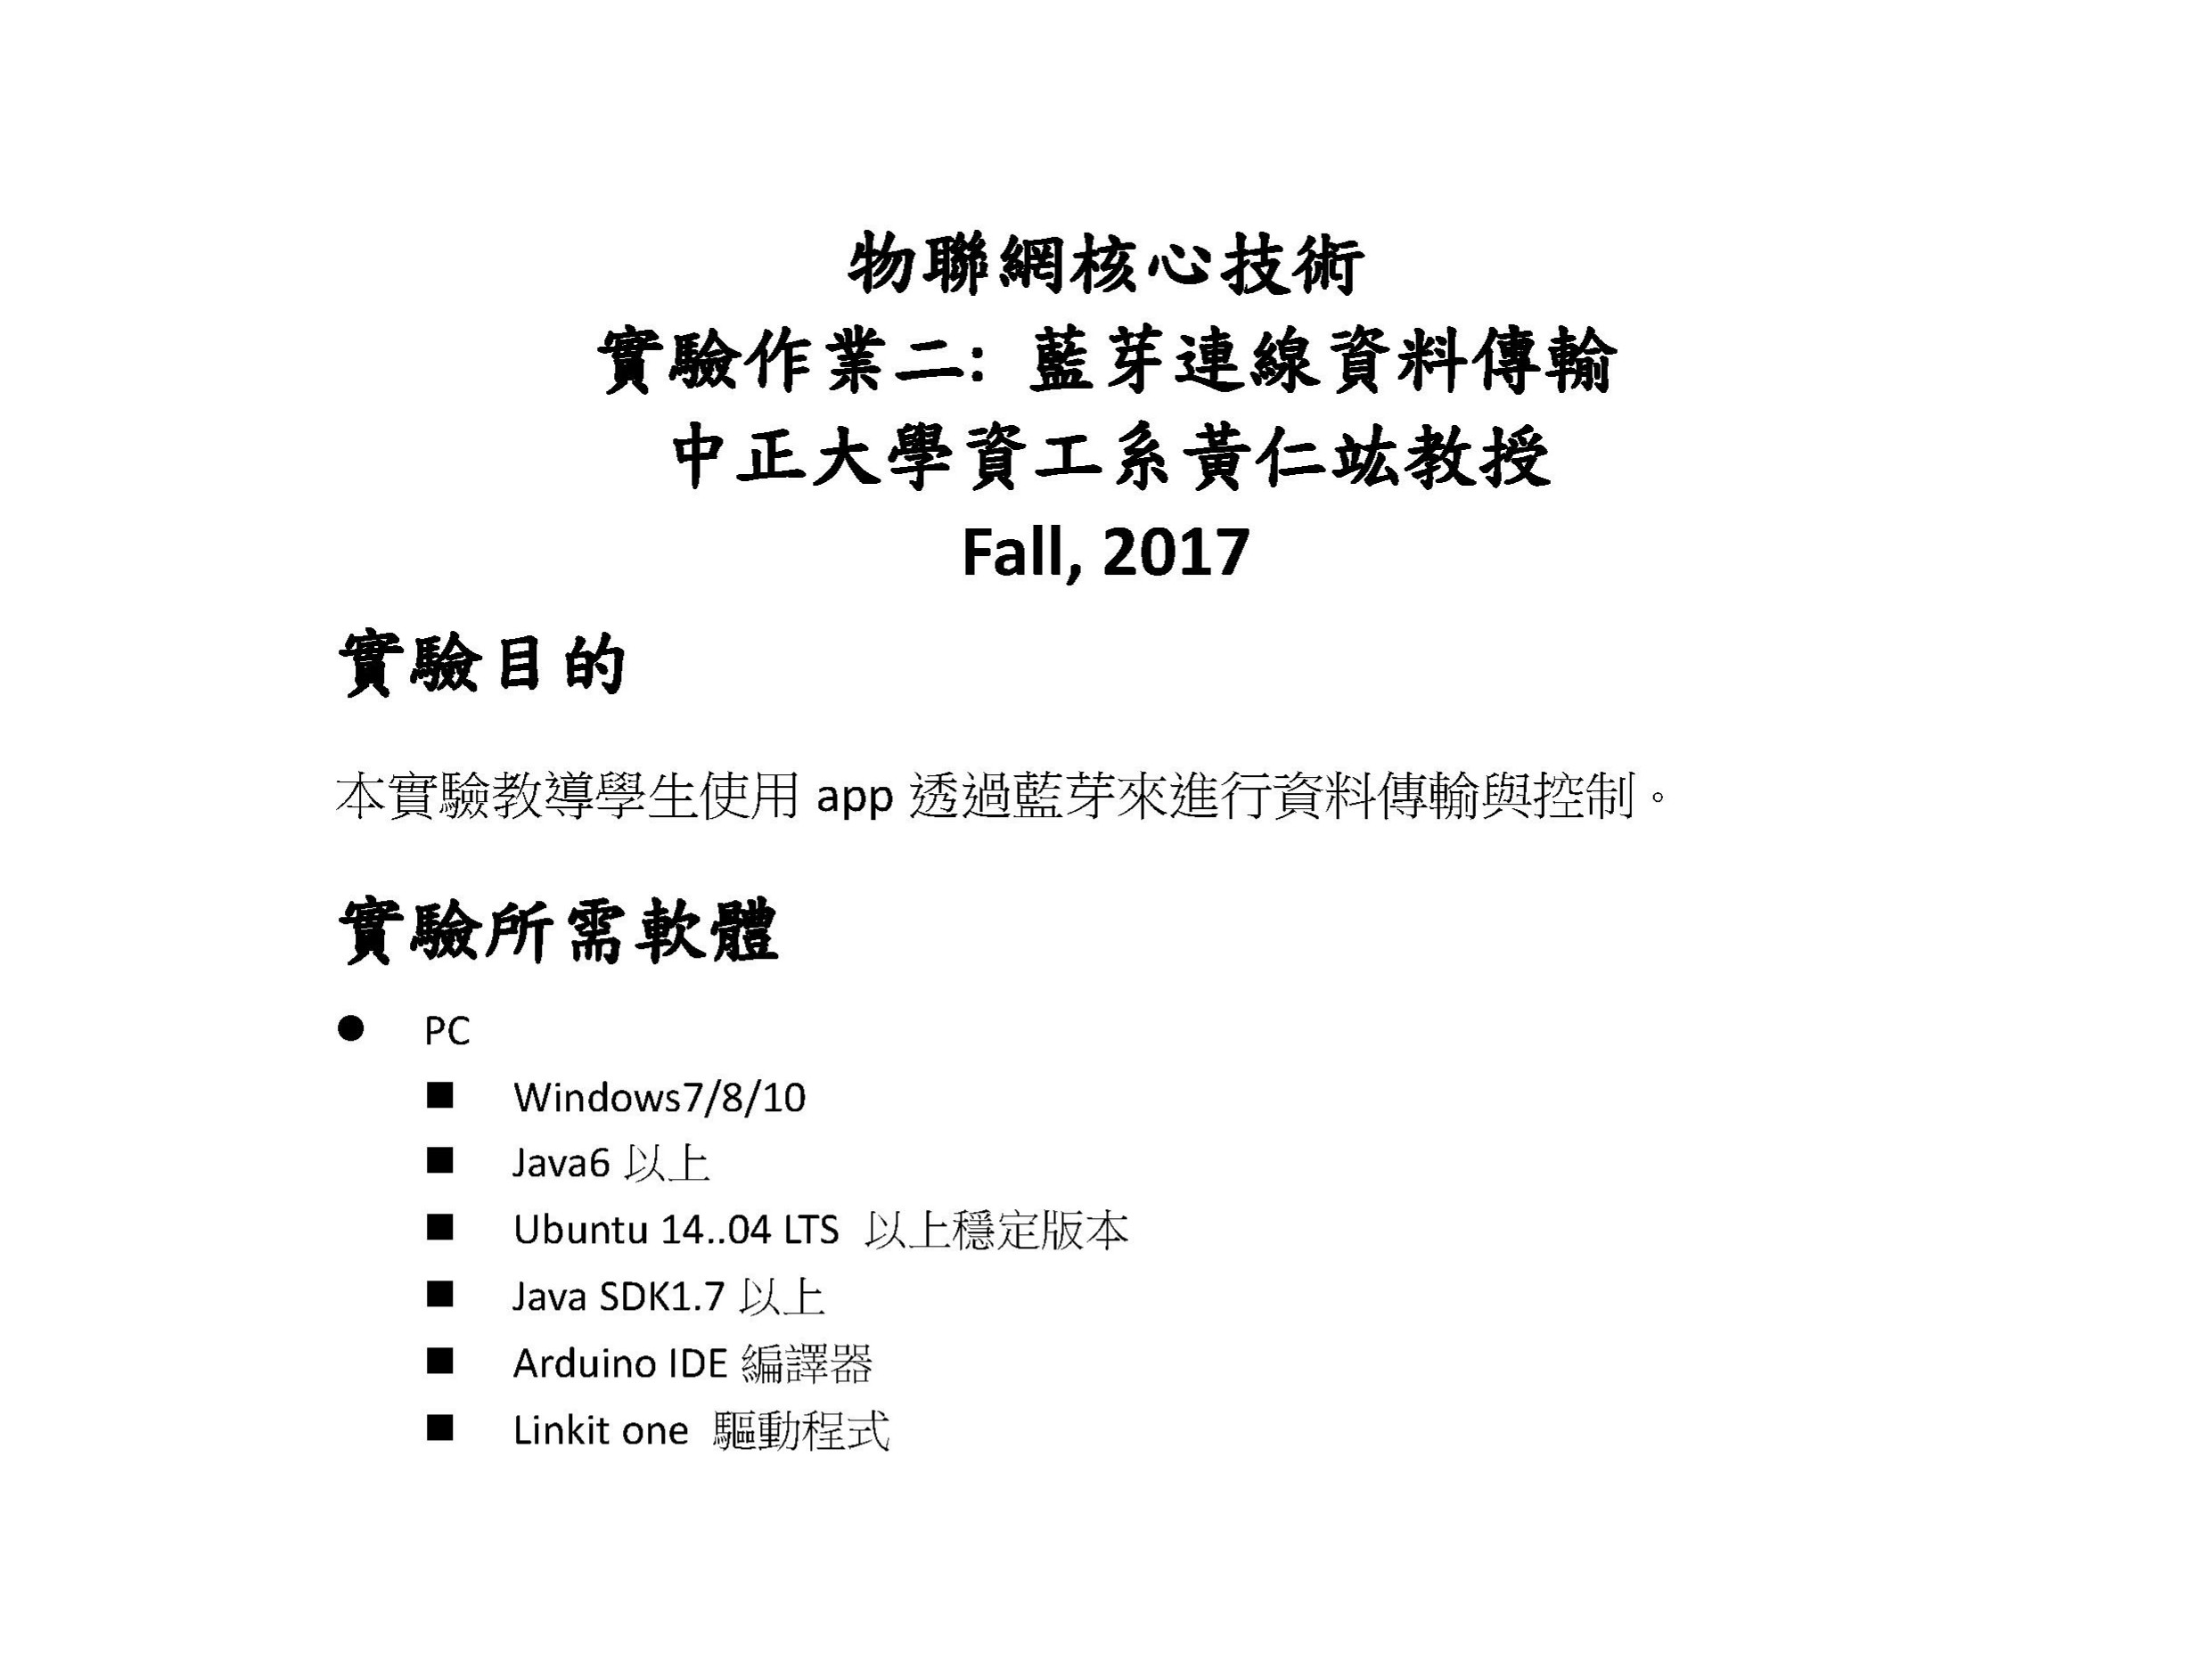 物聯網核心技術
實驗作業二: 藍芽連線資料傳輸
中正大學資工系黃仁竑教授
Fall, 2017
實驗目的
本實驗教導學生使用 app 透過藍芽來進行資料傳輸與控制。
實驗所需軟體
● PC
■ Windows7/8/10
■ Java6 以上
■ Ubuntu 14..04 LTS 以上穩定版本
■ Java SDK1.7 以上
■ Arduino IDE 編譯器
■ Linkit one 驅動程式